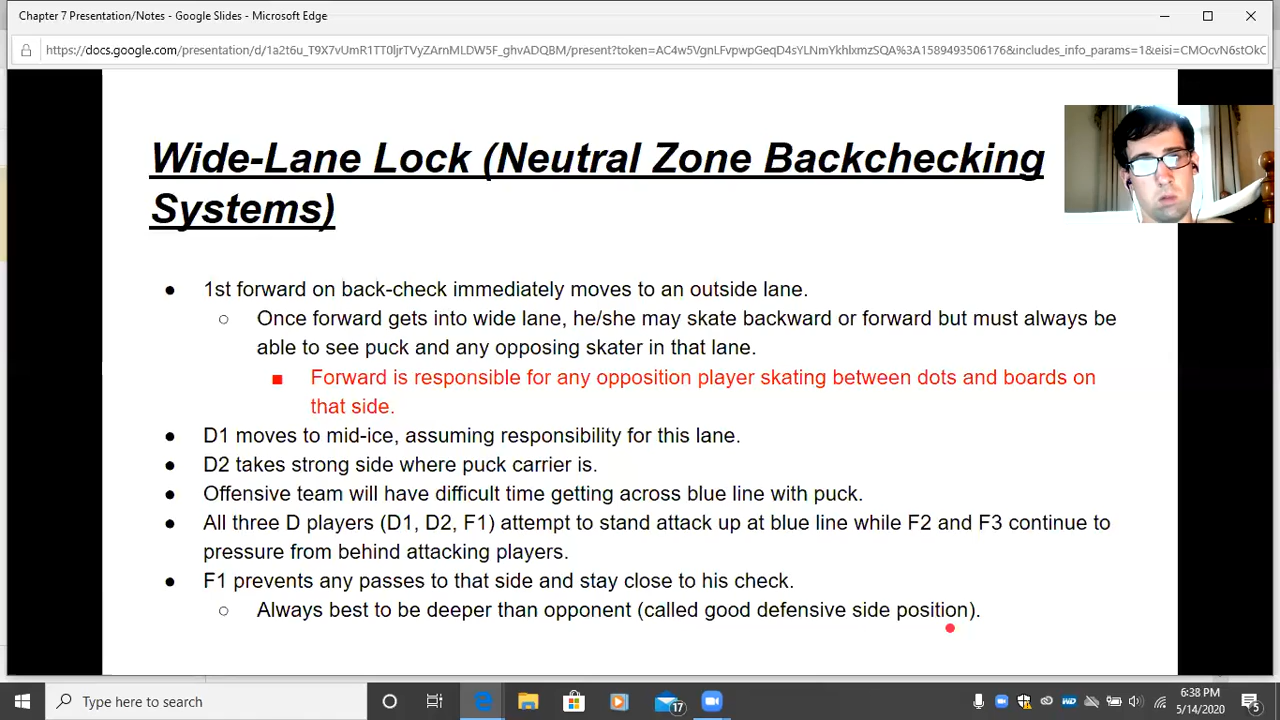 Chapter 7 Presentation/Notes - Google Slides - Microsoft Edge
Wide-Lane Lock (Neutral Zone Backchecking
Systems)
1st forward on back-check immediately moves to an outside lane.
Once forward gets into wide lane, he/she may skate backward or forward but must always be
able to see puck and any opposing skater in that lane.
Forward is responsible for any opposition player skating between dots and boards on
that side.
D1 moves to mid-ice, assuming responsibility for this lane.
D2 takes strong side where puck carrier is.
Offensive team will have difficult time getting across blue line with puck.
All three D players (D1, D2, F1) attempt to stand attack up at blue line while F2 and F3 continue to
pressure from behind attacking players.
F1 prevents any passes to that side and stay close to his check.
Always best to be deeper than opponent (called good defensive side position).
Type here to search
17
WD
6:38 PM
5/14/2020
5